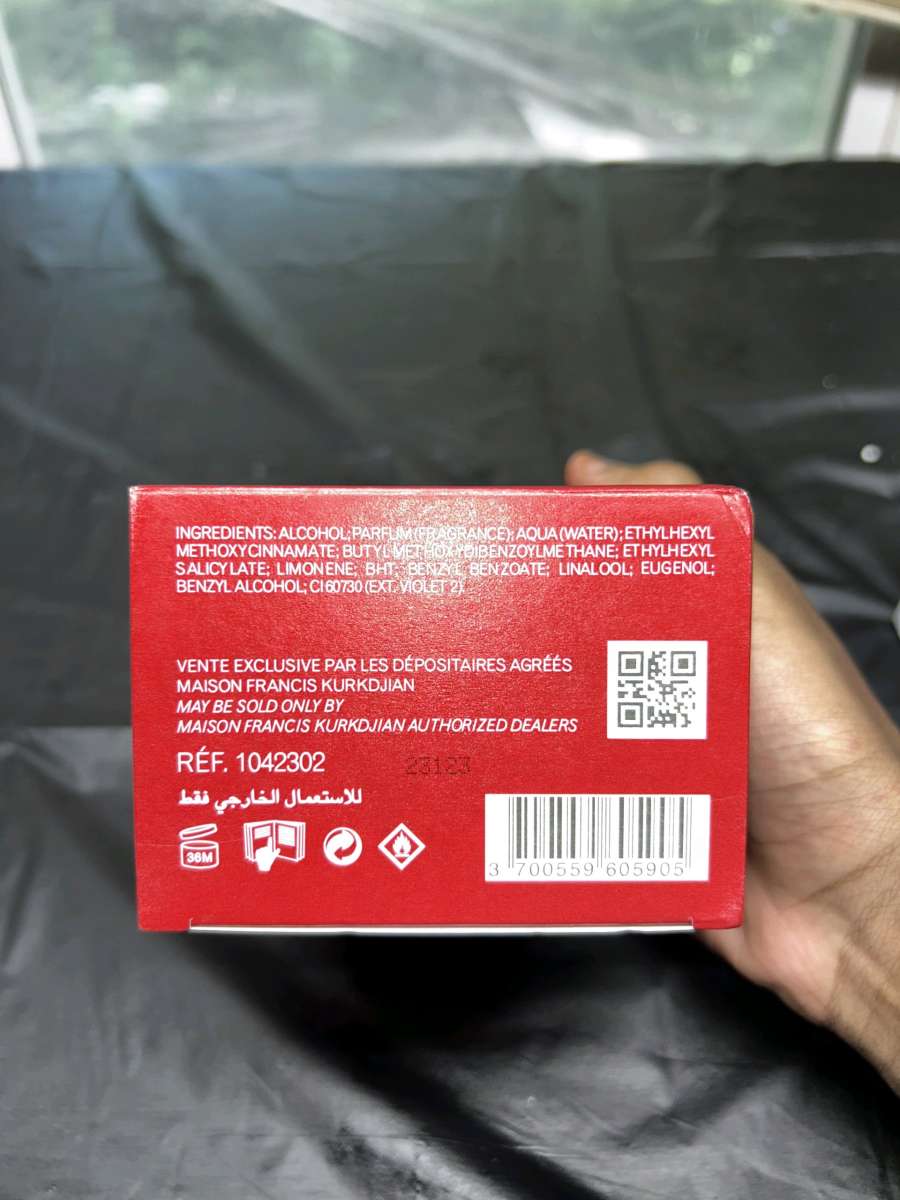 INGREDIENTS: ALCOHOL; PARFUM (FRAGRANCE); AQUA (WATER); ETHYLHEXYL
METHOXYCINNAMATE; BUTYL METHOXYDIBENZOYLMETHANE; ETHYLHEXYL
SALICYLATE; LIMONENE; BHT; BENZYL BENZOATE; LINALOOL; EUGENOL;
BENZYL ALCOHOL; CI 60730 (EXT. VIOLET 2).
VENTE EXCLUSIVE PAR LES DÉPOSITAIRES AGRÉÉS
MAISON FRANCIS KURKDJIAN
MAY BE SOLD ONLY BY
MAISON FRANCIS KURKDJIAN AUTHORIZED DEALERS
RÉF. 1042302 23123
للاستعمال الخارجي فقط
36M
3 700559 605905